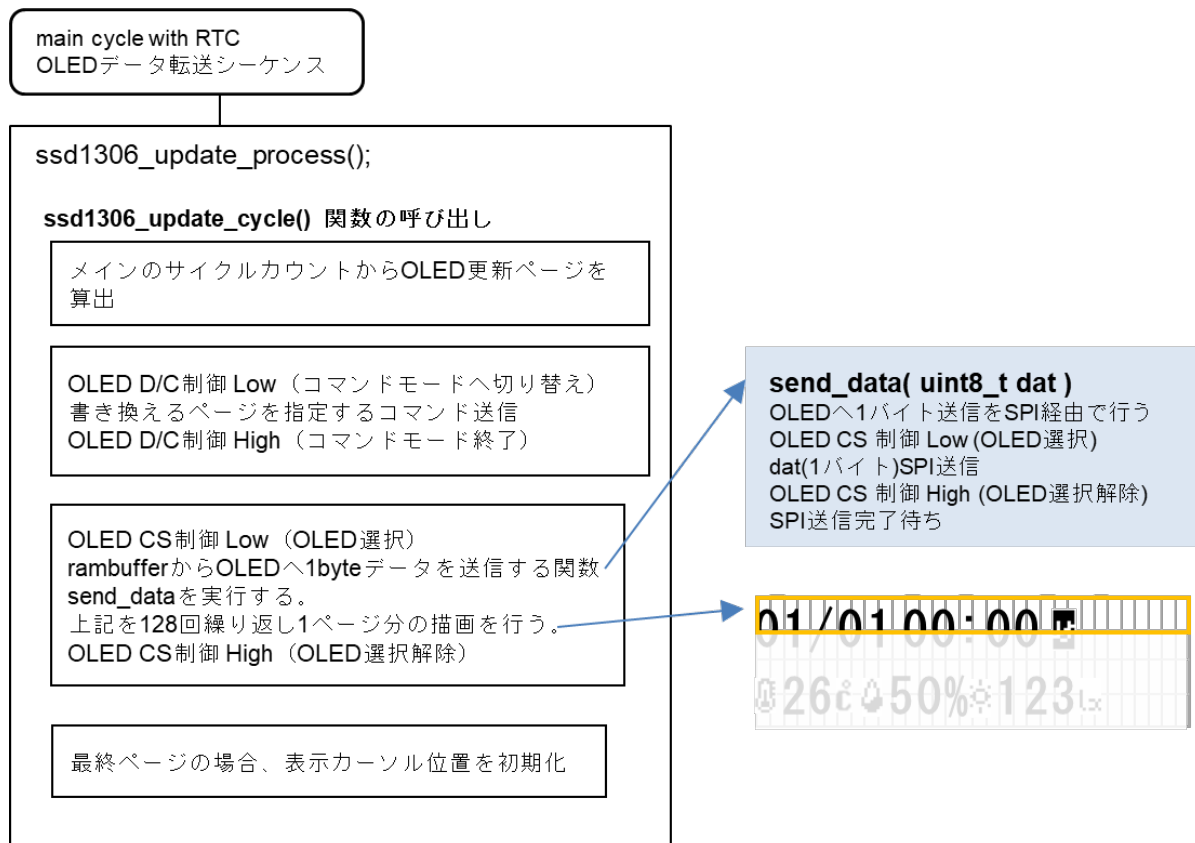 main cycle with RTC
OLEDデータ転送シーケンス
ssd1306_update_process();
ssd1306_update_cycle() 関数の呼び出し
メインのサイクルカウントからOLED更新ページを
算出
OLED D/C制御 Low（コマンドモードへ切り替え）
書き換えるページを指定するコマンド送信
OLED D/C制御 High（コマンドモード終了）
OLED CS制御 Low（OLED選択）
rambufferからOLEDへ1byteデータを送信する関数
send_dataを実行する。
上記を128回繰り返し1ページ分の描画を行う。
OLED CS制御 High（OLED選択解除）
最終ページの場合、表示カーソル位置を初期化
send_data( uint8_t dat )
OLEDへ1バイト送信をSPI経由で行う
OLED CS 制御 Low (OLED選択)
dat(1バイト)SPI送信
OLED CS 制御 High (OLED選択解除)
SPI送信完了待ち
01/01 00:00
26℃ 50% 123lx